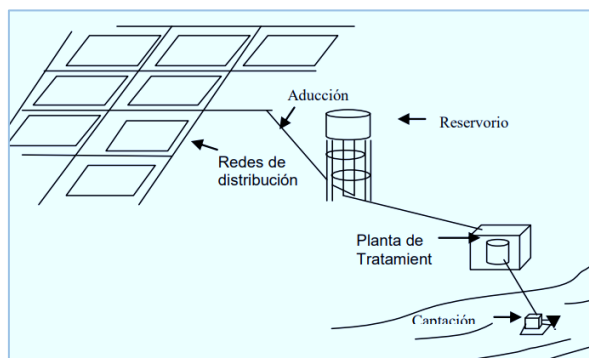 Aducción
Reservorio
Redes de
distribución
Planta de
Tratamient
Captación